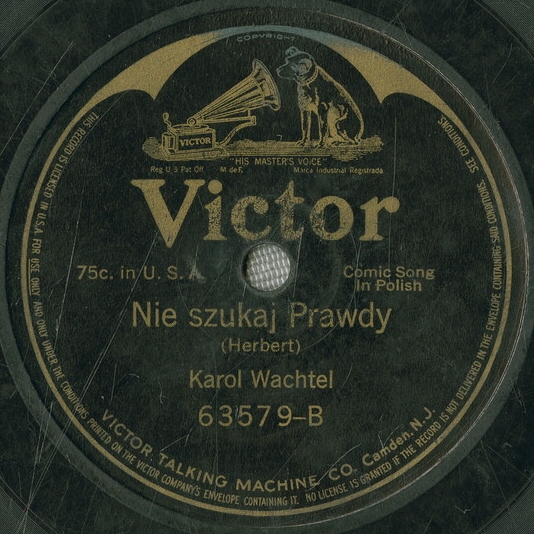 COPYRIGHT
VICTOR
"HIS MASTER'S VOICE"
Reg U S Pat Off. M de F. Marca Industrial Registrada
Victor
75c. in U. S. A.
Comic Song
In Polish
Nie szukaj Prawdy
(Herbert)
Karol Wachtel
63579-B
VICTOR TALKING MACHINE CO. Camden, N.J.
THIS RECORD IS LICENSED IN U.S.A. FOR USE ONLY AND ONLY UNDER THE CONDITIONS PRINTED ON THE VICTOR COMPANY'S ENVELOPE CONTAINING IT. NO LICENSE IS GRANTED IF THE RECORD IS NOT DELIVERED IN THE ENVELOPE CONTAINING SAID CONDITIONS. SEE CONDITIONS